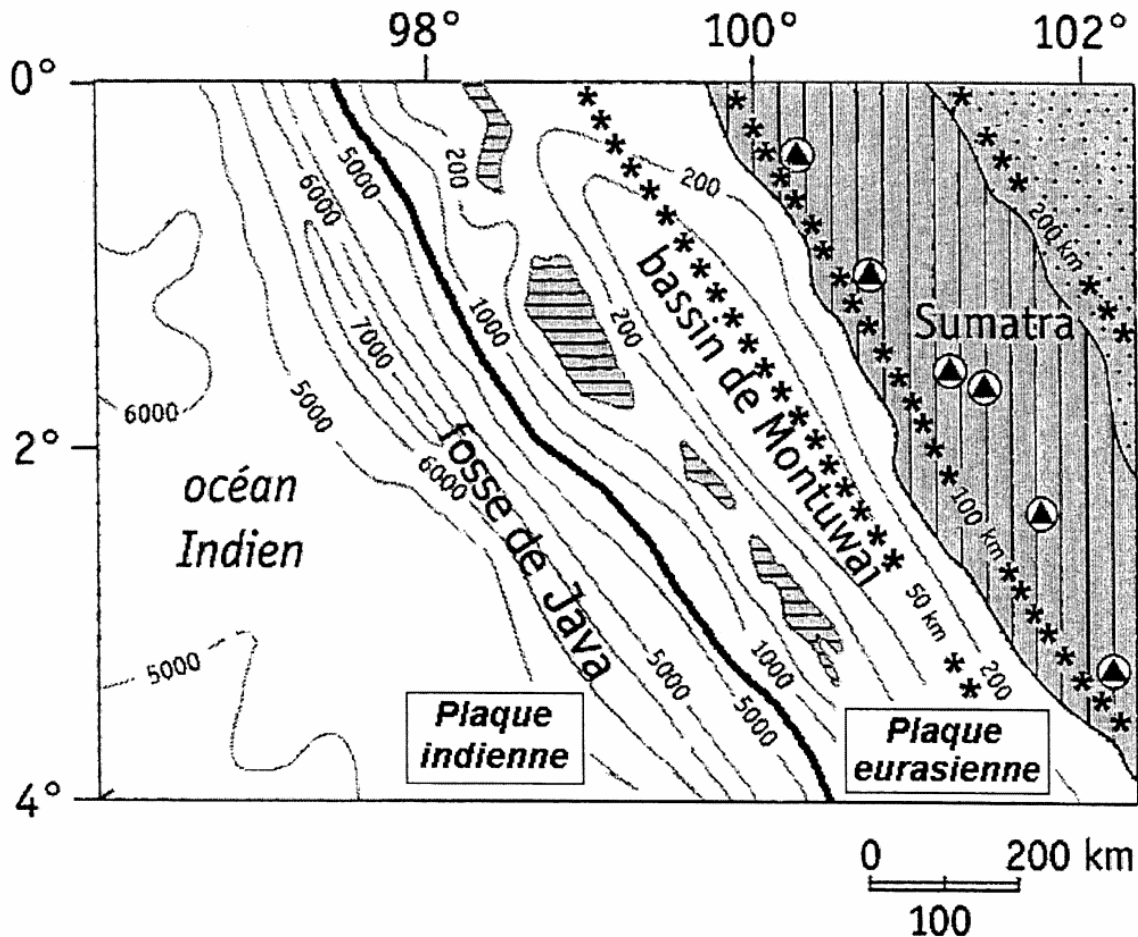 98° 100° 102°
0°
2°
4°
5000
6000
200
200
200 km
7000
1000
200
bassin de Montuwai
Sumatra
6000
5000
6000
fosse de Java
océan
Indien
100 km
50 km
200
5000
5000
1000
5000
Plaque
indienne
Plaque
eurasienne
0 200 km
100